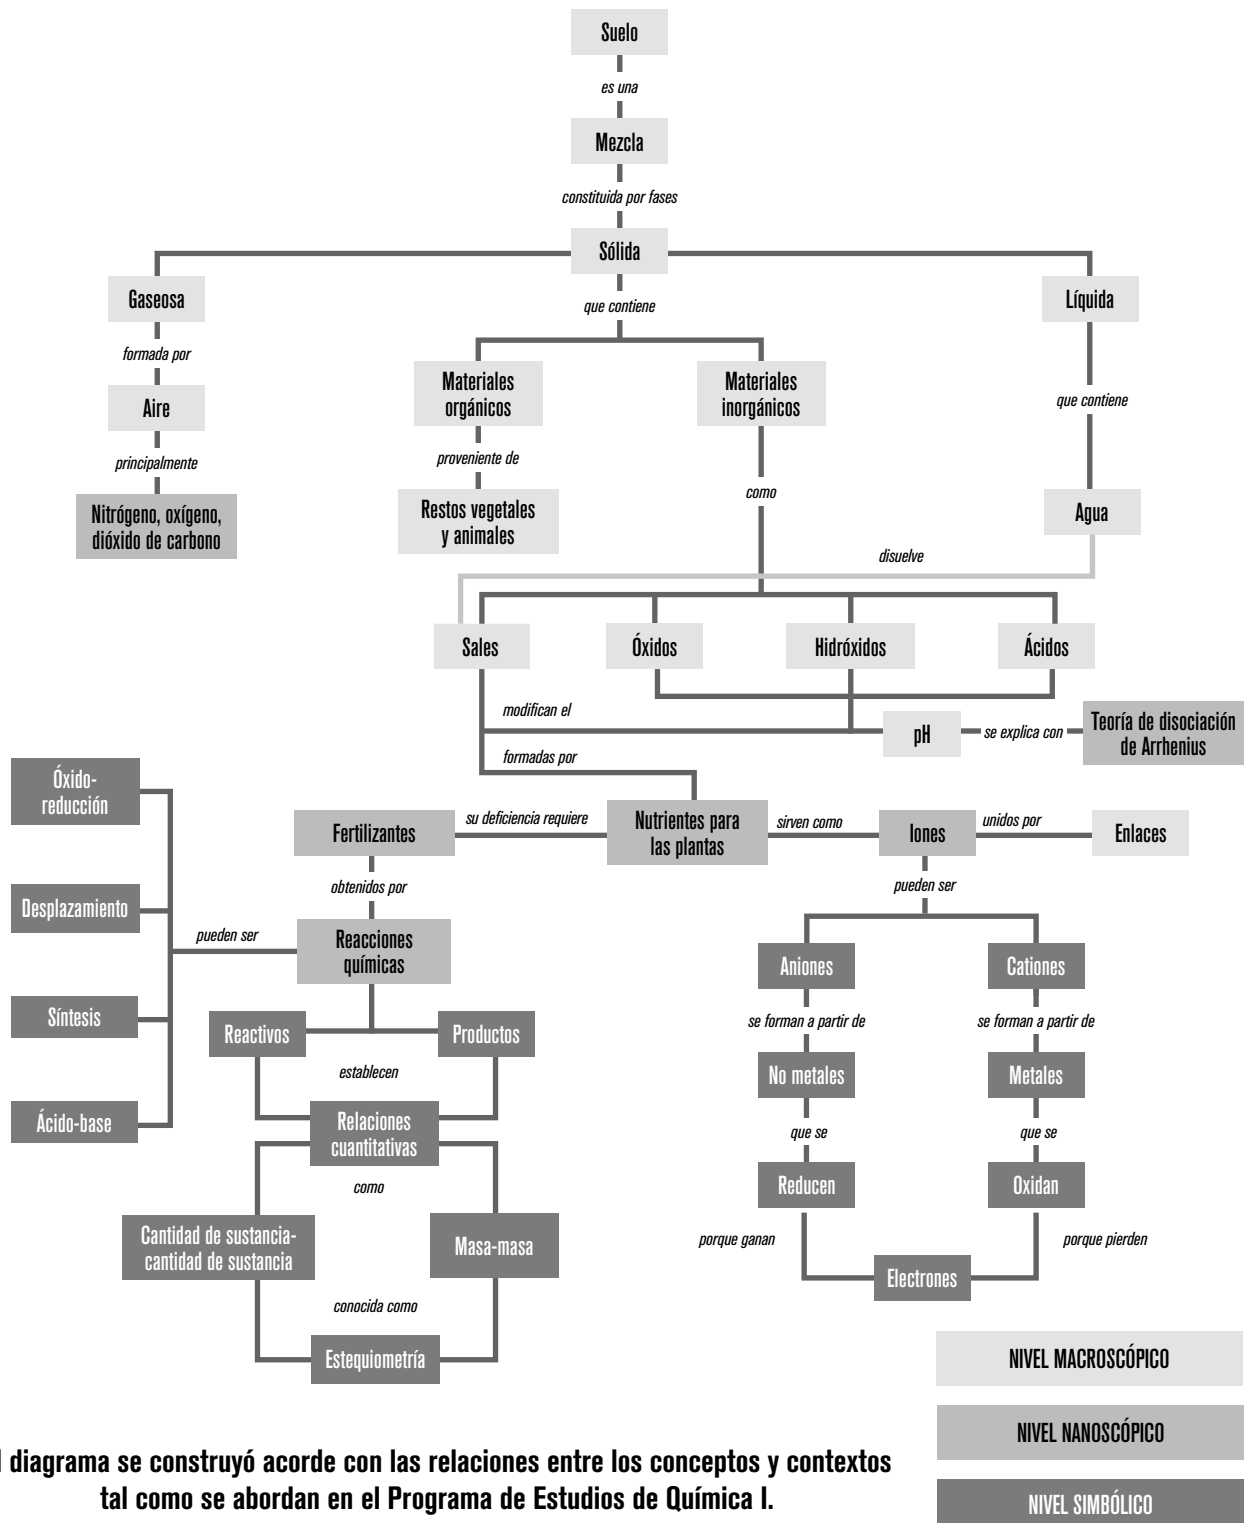 Suelo
es una
Mezcla
constituida por fases
Sólida
Gaseosa
Líquida
que contiene
formada por
Aire
principalmente
Nitrógeno, oxígeno,
dióxido de carbono
Materiales
orgánicos
proveniente de
Restos vegetales
y animales
Materiales
inorgánicos
como
que contiene
Agua
disuelve
Sales
Óxidos
Hidróxidos
Ácidos
modifican el
pH
se explica con
Teoría de disociación
de Arrhenius
formadas por
Nutrientes para
las plantas
su deficiencia requiere
Fertilizantes
sirven como
Iones
unidos por
Enlaces
obtenidos por
Reacciones
químicas
pueden ser
Óxido-
reducción
Desplazamiento
Síntesis
Ácido-base
Reactivos
Productos
establecen
Relaciones
cuantitativas
como
Cantidad de sustancia-
cantidad de sustancia
Masa-masa
conocida como
Estequiometría
pueden ser
Aniones
Cationes
se forman a partir de
se forman a partir de
No metales
Metales
que se
que se
Reducen
Oxidan
porque ganan
porque pierden
Electrones
NIVEL MACROSCÓPICO
NIVEL NANOSCÓPICO
NIVEL SIMBÓLICO
l diagrama se construyó acorde con las relaciones entre los conceptos y contextos
tal como se abordan en el Programa de Estudios de Química I.